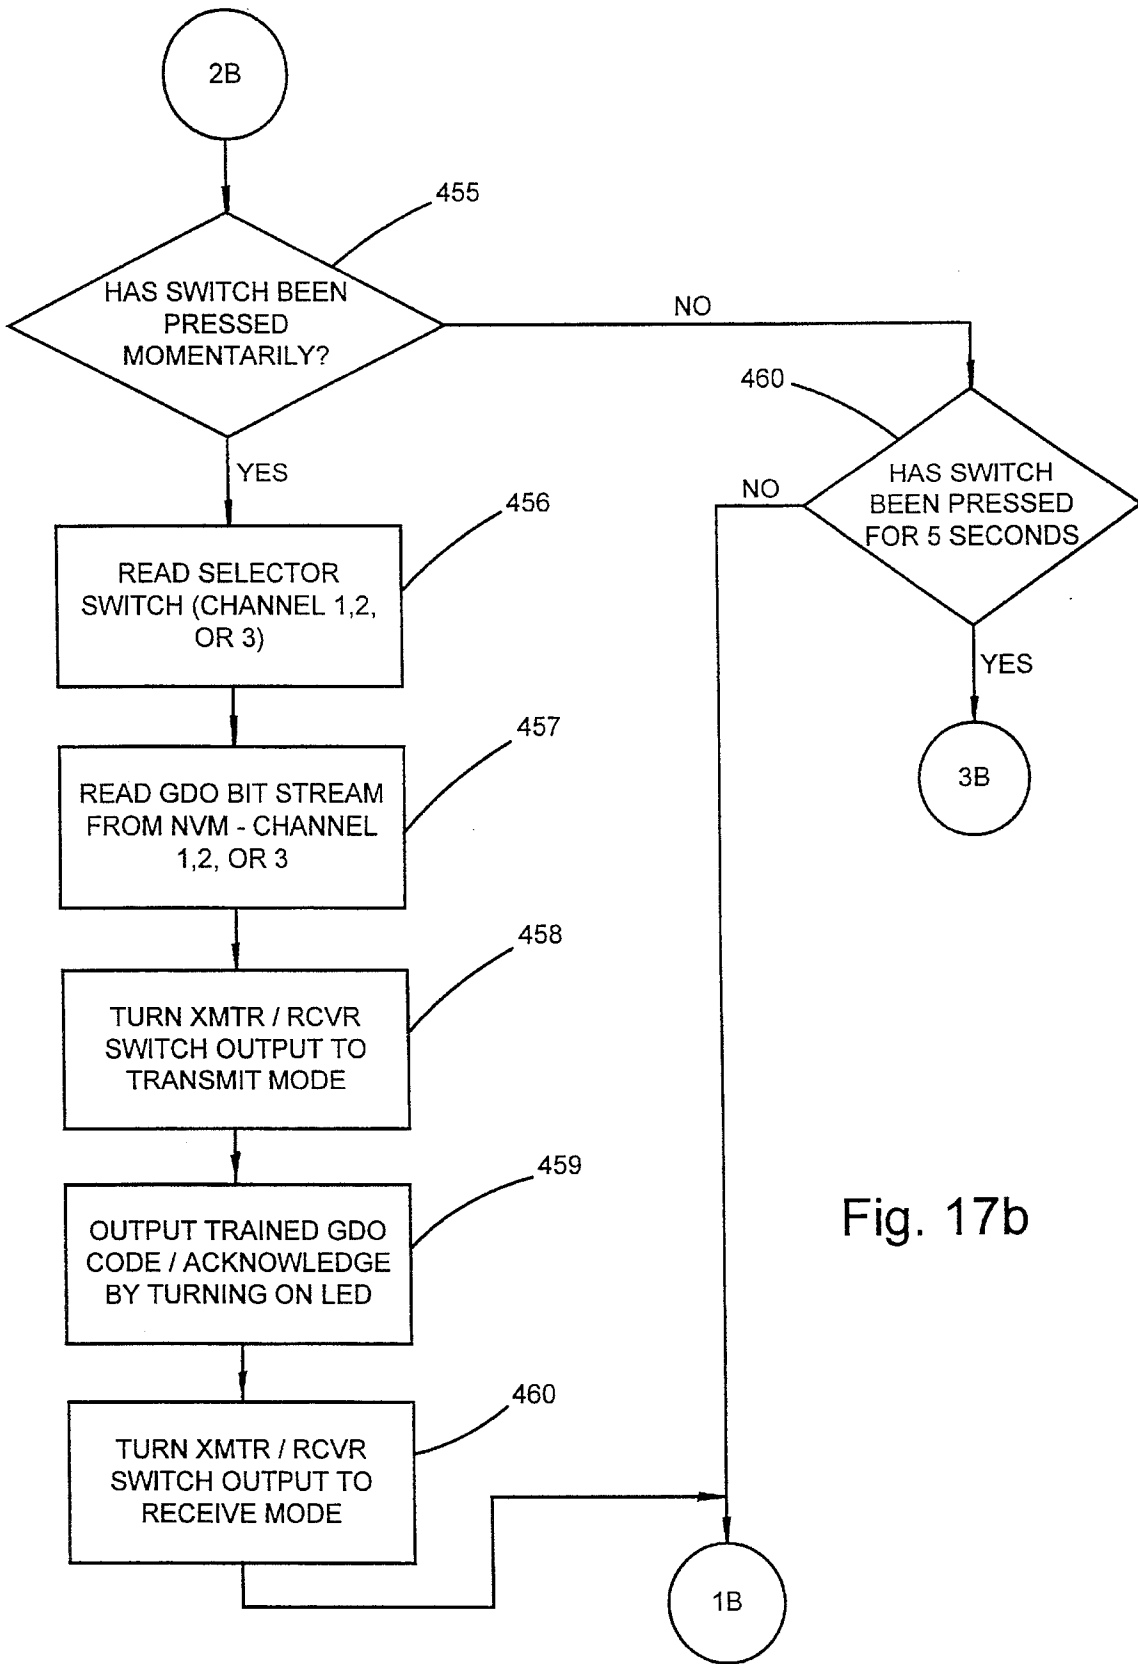 2B
455
HAS SWITCH BEEN
PRESSED
MOMENTARILY?
NO
460
HAS SWITCH
BEEN PRESSED
FOR 5 SECONDS
NO
YES
YES
3B
456
READ SELECTOR
SWITCH (CHANNEL 1,2,
OR 3)
457
READ GDO BIT STREAM
FROM NVM - CHANNEL
1,2, OR 3
458
TURN XMTR / RCVR
SWITCH OUTPUT TO
TRANSMIT MODE
459
OUTPUT TRAINED GDO
CODE / ACKNOWLEDGE
BY TURNING ON LED
Fig. 17b
460
TURN XMTR / RCVR
SWITCH OUTPUT TO
RECEIVE MODE
1B